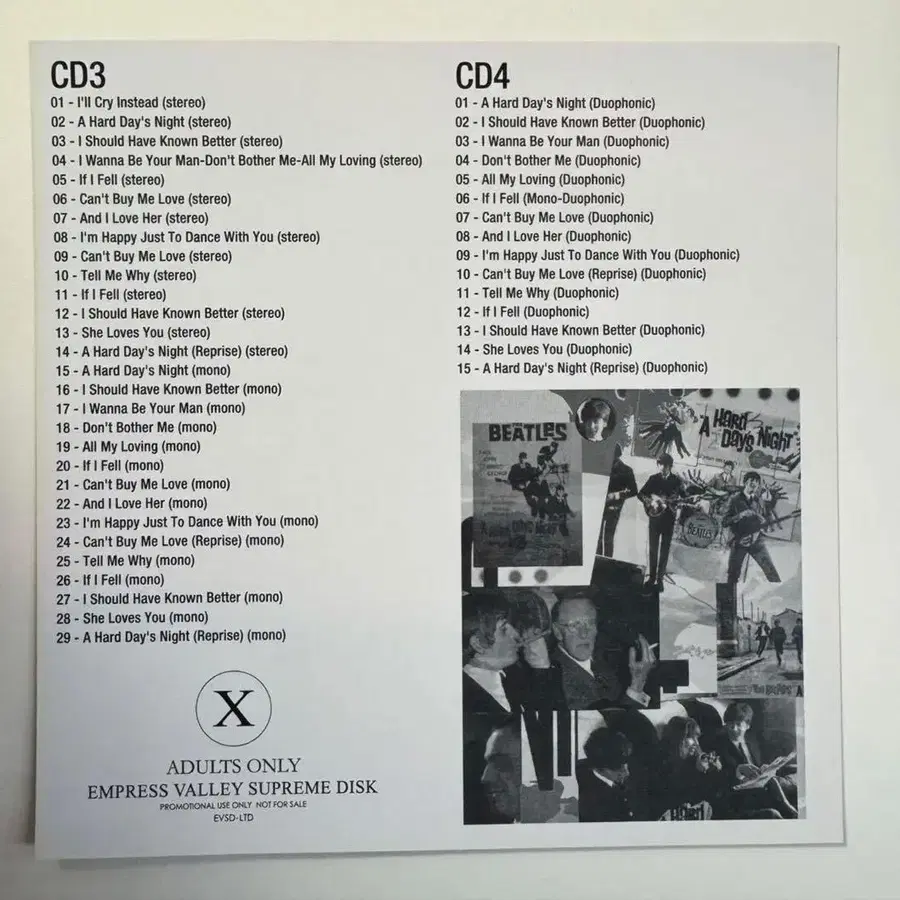 CD3
01 - I'll Cry Instead (stereo)
02 - A Hard Day's Night (stereo)
03 - I Should Have Known Better (stereo)
04 - I Wanna Be Your Man-Don't Bother Me-All My Loving (stereo)
05 - If I Fell (stereo)
06 - Can't Buy Me Love (stereo)
07 - And I Love Her (stereo)
08 - I'm Happy Just To Dance With You (stereo)
09 - Can't Buy Me Love (stereo)
10 - Tell Me Why (stereo)
11 - If I Fell (stereo)
12 - I Should Have Known Better (stereo)
13 - She Loves You (stereo)
14 - A Hard Day's Night (Reprise) (stereo)
15 - A Hard Day's Night (mono)
16 - I Should Have Known Better (mono)
17 - I Wanna Be Your Man (mono)
18 - Don't Bother Me (mono)
19 - All My Loving (mono)
20 - If I Fell (mono)
21 - Can't Buy Me Love (mono)
22 - And I Love Her (mono)
23 - I'm Happy Just To Dance With You (mono)
24 - Can't Buy Me Love (Reprise) (mono)
25 - Tell Me Why (mono)
26 - If I Fell (mono)
27 - I Should Have Known Better (mono)
28 - She Loves You (mono)
29 - A Hard Day's Night (Reprise) (mono)
X
ADULTS ONLY
EMPRESS VALLEY SUPREME DISK
PROMOTIONAL USE ONLY NOT FOR SALE
EVSD-LTD
CD4
01 - A Hard Day's Night (Duophonic)
02 - I Should Have Known Better (Duophonic)
03 - I Wanna Be Your Man (Duophonic)
04 - Don't Bother Me (Duophonic)
05 - All My Loving (Duophonic)
06 - If I Fell (Mono-Duophonic)
07 - Can't Buy Me Love (Duophonic)
08 - And I Love Her (Duophonic)
09 - I'm Happy Just To Dance With You (Duophonic)
10 - Can't Buy Me Love (Reprise) (Duophonic)
11 - Tell Me Why (Duophonic)
12 - If I Fell (Duophonic)
13 - I Should Have Known Better (Duophonic)
14 - She Loves You (Duophonic)
15 - A Hard Day's Night (Reprise) (Duophonic)
BEATLES
A HARD
DAY'S NIGHT
BEATLES
HARD